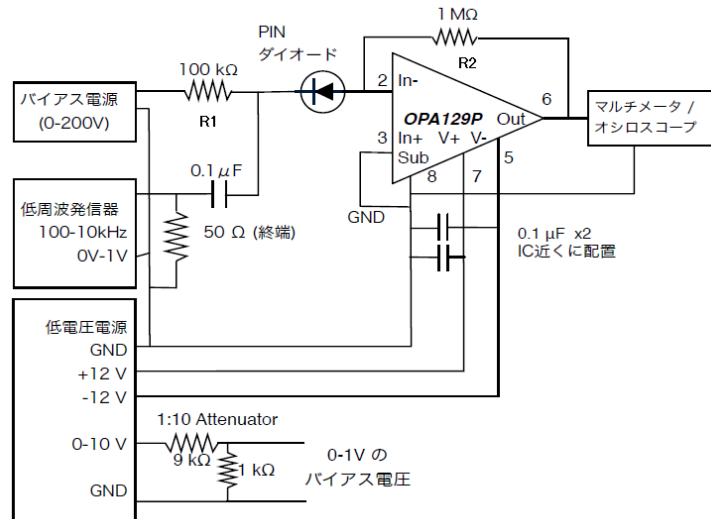 1 MΩ
R2
PIN
ダイオード
100 kΩ
R1
バイアス電源
(0-200V)
2
In-
OPA129P
6
Out
3
In+
V+
V-
Sub
5
8
7
マルチメータ /
オシロスコープ
0.1 μF
低周波発信器
100-10kHz
0V-1V
50 Ω (終端)
GND
0.1 μF x2
IC近くに配置
低電圧電源
GND
+12 V
-12 V
0-10 V
GND
1:10 Attenuator
9 kΩ
1 kΩ
0-1V の
バイアス電圧